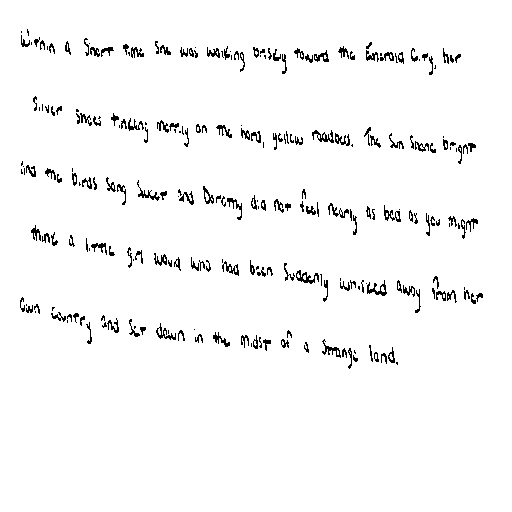 Within a short time she was walking briskly toward the Emerald City, her
silver shoes tinkling merrily on the hard, yellow roadbed. The sun shone bright
and the birds sang sweet and Dorothy did not feel nearly as bad as you might
think a little girl would who had been suddenly whisked away from her
own country and set down in the midst of a strange land.